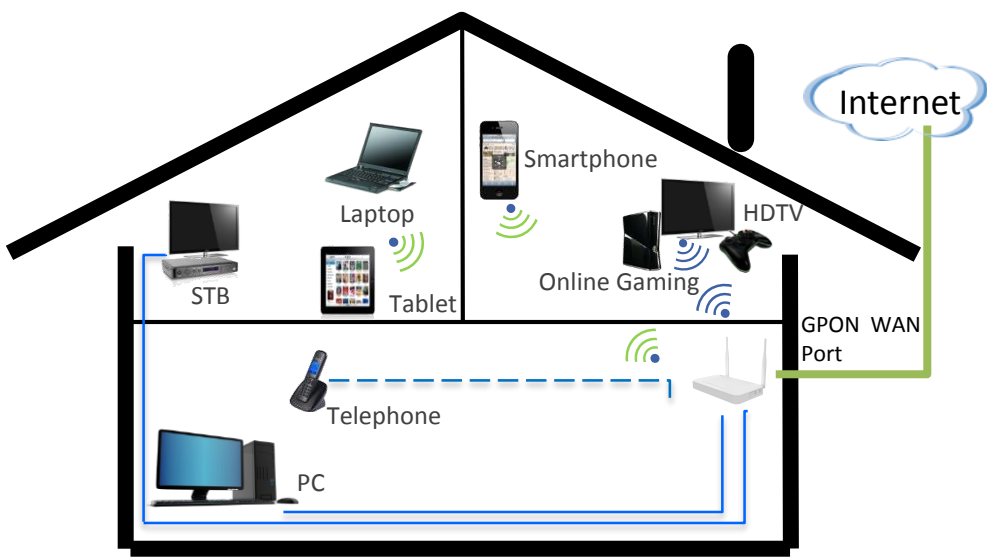 Internet
Smartphone
Laptop
HDTV
STB
Tablet
Online Gaming
GPON WAN
Port
Telephone
PC